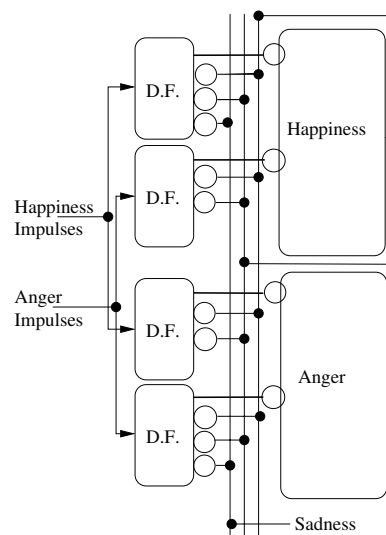 D.F.
Happiness
D.F.
Happiness
Impulses
Anger
Impulses
D.F.
Anger
D.F.
Sadness